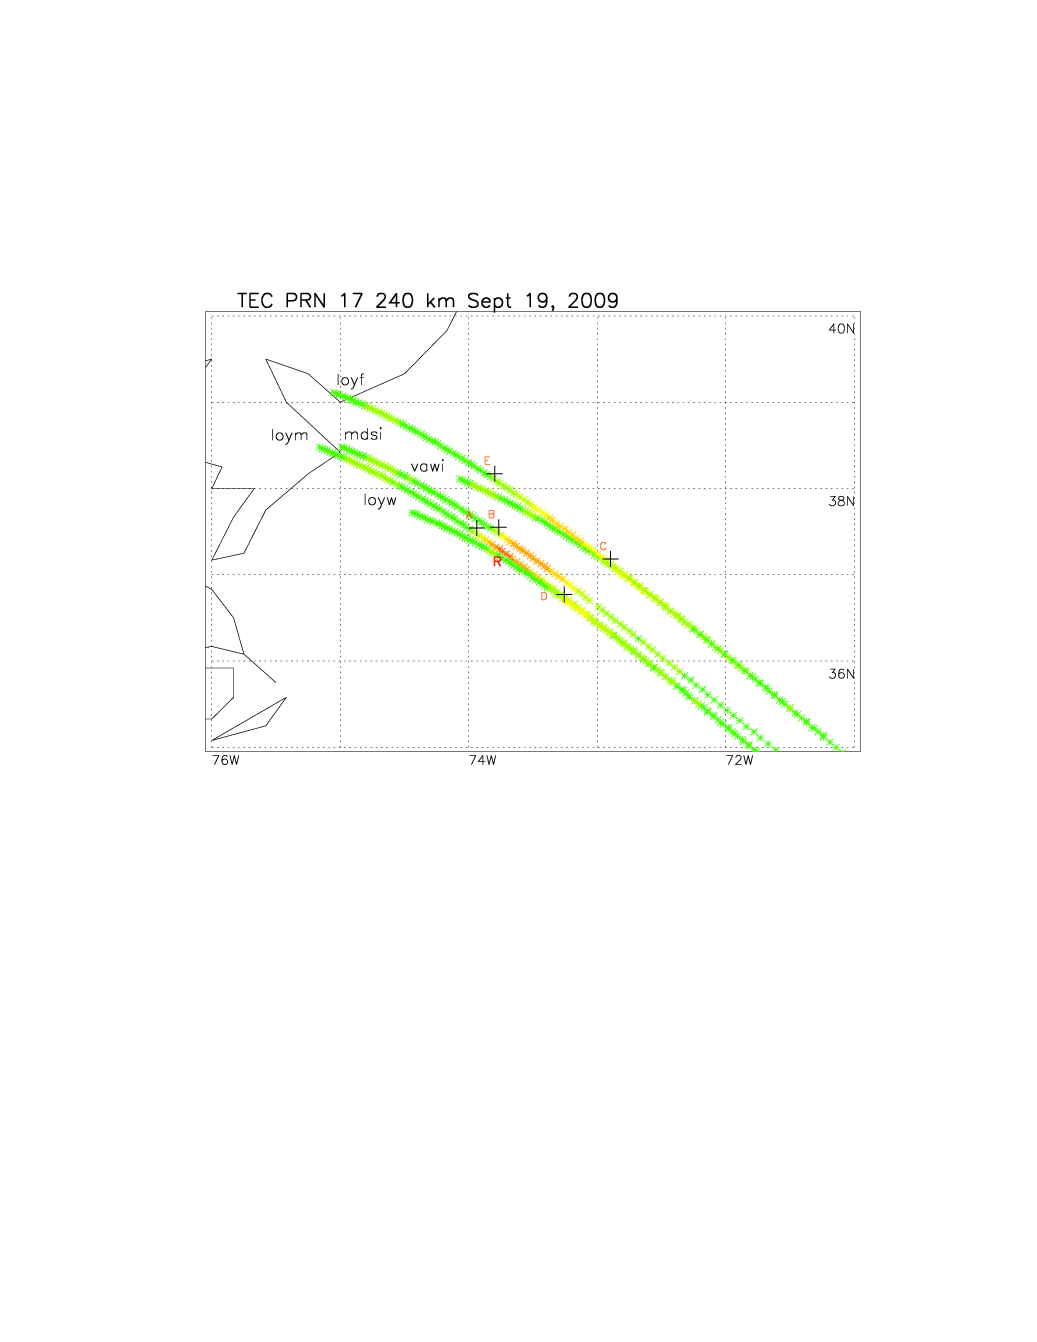 TEC PRN 17 240 km Sept 19, 2009
40N
loyf
loym
mdsi
vawi
E
loyw
38N
A
B
C
R
D
36N
76W
74W
72W